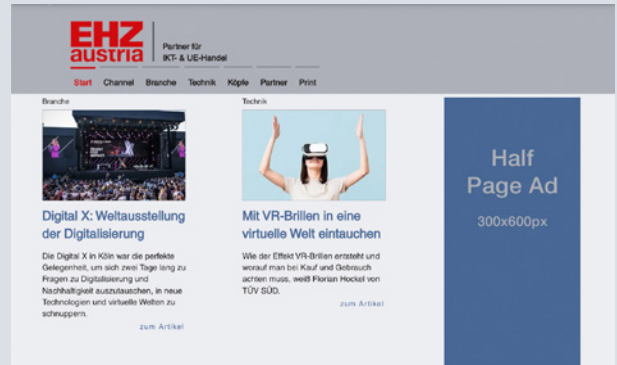 EHZ
austria
Partner für
IKT- & UE-Handel
Start Channel Branche Technik Köpfe Partner Print
Branche
Digital X: Weltausstellung
der Digitalisierung
Die Digital X in Köln war die perfekte
Gelegenheit, um sich zwei Tage lang zu
Fragen zu Digitalisierung und
Nachhaltigkeit auszutauschen, in neue
Technologien und virtuelle Welten zu
schnuppern.
zum Artikel
Technik
Mit VR-Brillen in eine
virtuelle Welt eintauchen
Wie der Effekt VR-Brillen entsteht und
worauf man bei Kauf und Gebrauch
achten muss, weiß Florian Hockel von
TÜV SÜD.
zum Artikel
Half
Page Ad
300x600px